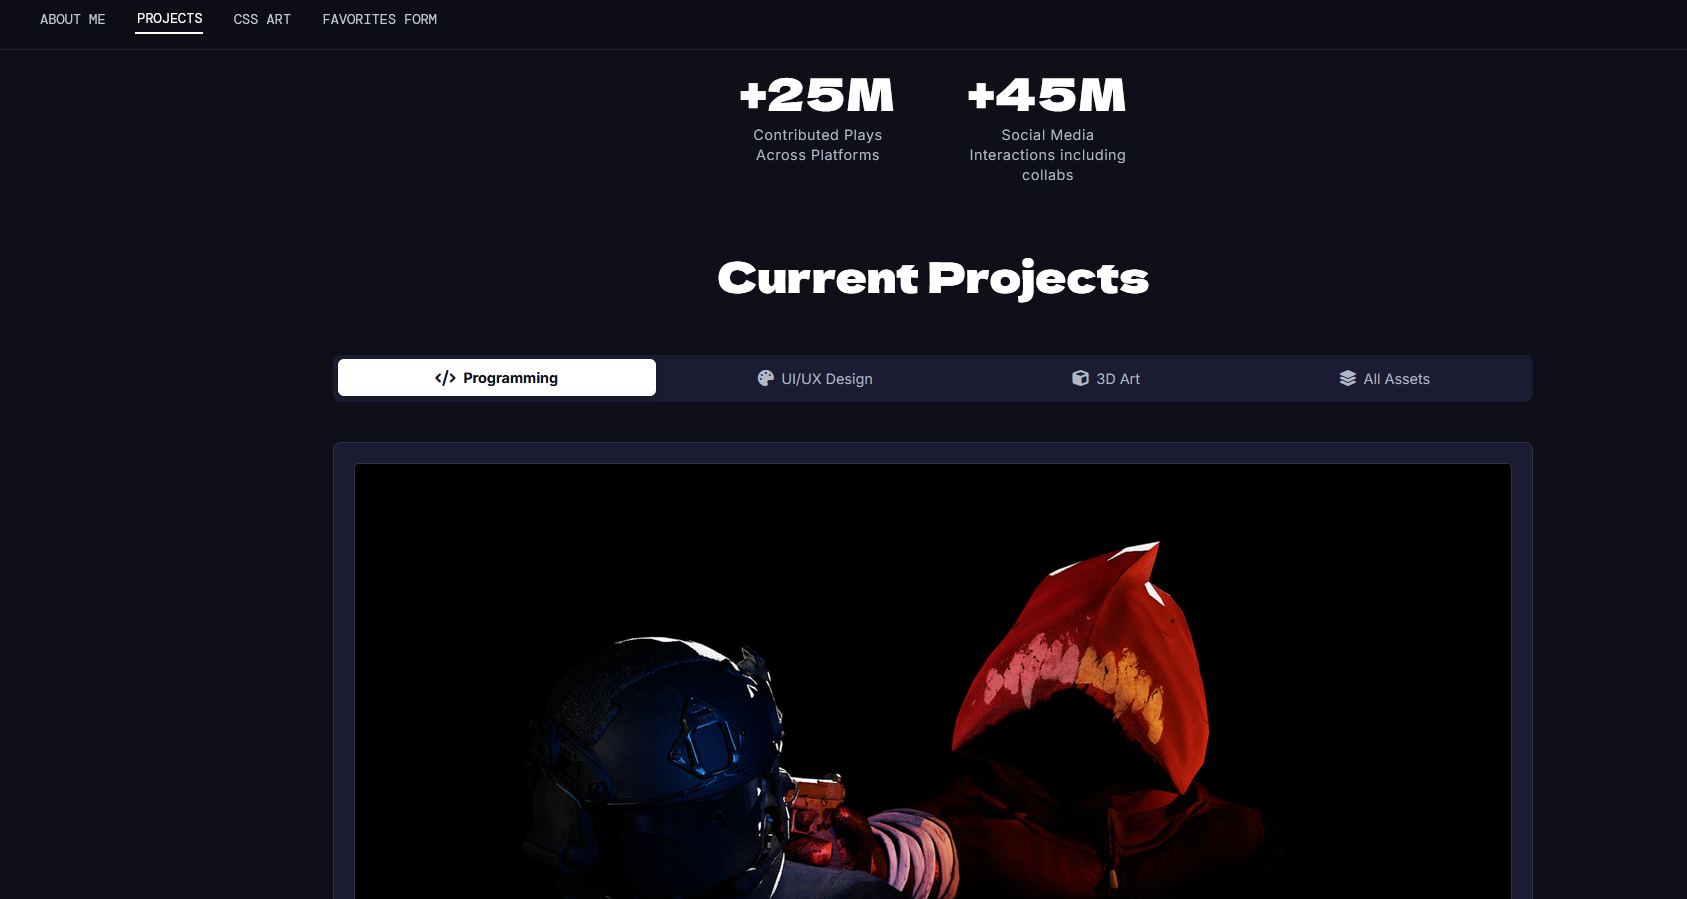 ABOUT ME
PROJECTS
CSS ART
FAVORITES FORM
+25M
Contributed Plays
Across Platforms
+45M
Social Media
Interactions including
collabs
Current Projects
Programming
UI/UX Design
3D Art
All Assets